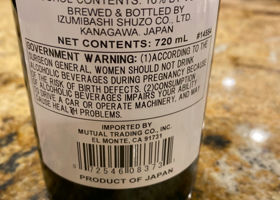 BREWED & BOTTLED BY
IZUMIBASHI SHUZO CO., LTD.
KANAGAWA, JAPAN
NET CONTENTS: 720 mL
GOVERNMENT WARNING: (1)ACCORDING TO THE
SURGEON GENERAL, WOMEN SHOULD NOT DRINK
ALCOHOLIC BEVERAGES DURING PREGNANCY BECAUSE
OF THE RISK OF BIRTH DEFECTS. (2)CONSUMPTION
OF ALCOHOLIC BEVERAGES IMPAIRS YOUR ABILITY
TO DRIVE A CAR OR OPERATE MACHINERY, AND MAY
CAUSE HEALTH PROBLEMS.
IMPORTED BY
MUTUAL TRADING CO., INC.
EL MONTE, CA 91731
PRODUCT OF JAPAN